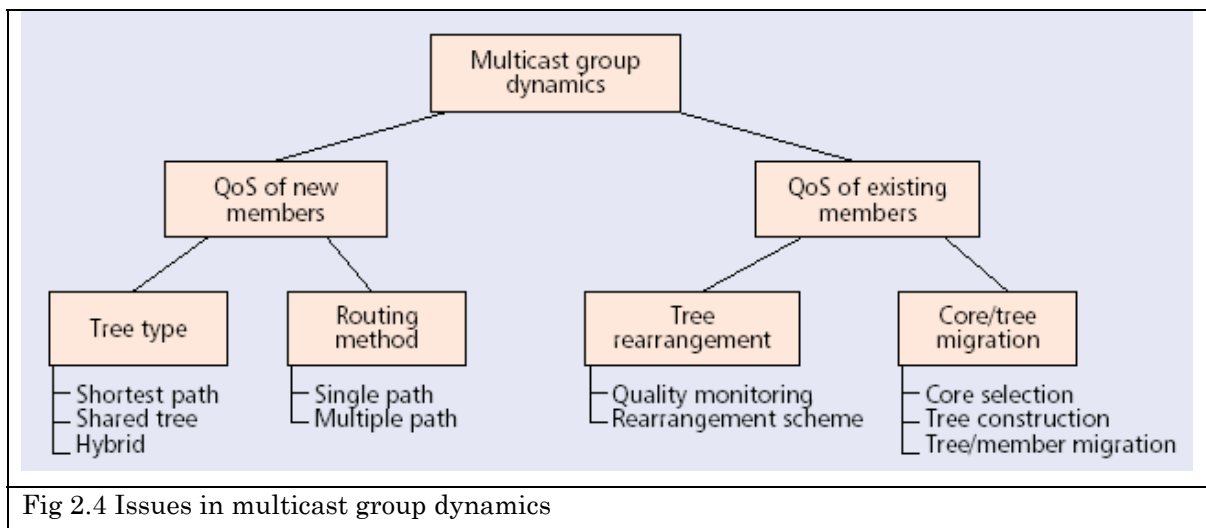 Multicast group
dynamics
QoS of new
members
QoS of existing
members
Tree type
Routing
method
Tree
rearrangement
Core/tree
migration
Shortest path
Shared tree
Hybrid
Single path
Multiple path
Quality monitoring
Rearrangement scheme
Core selection
Tree construction
Tree/member migration
Fig 2.4 Issues in multicast group dynamics